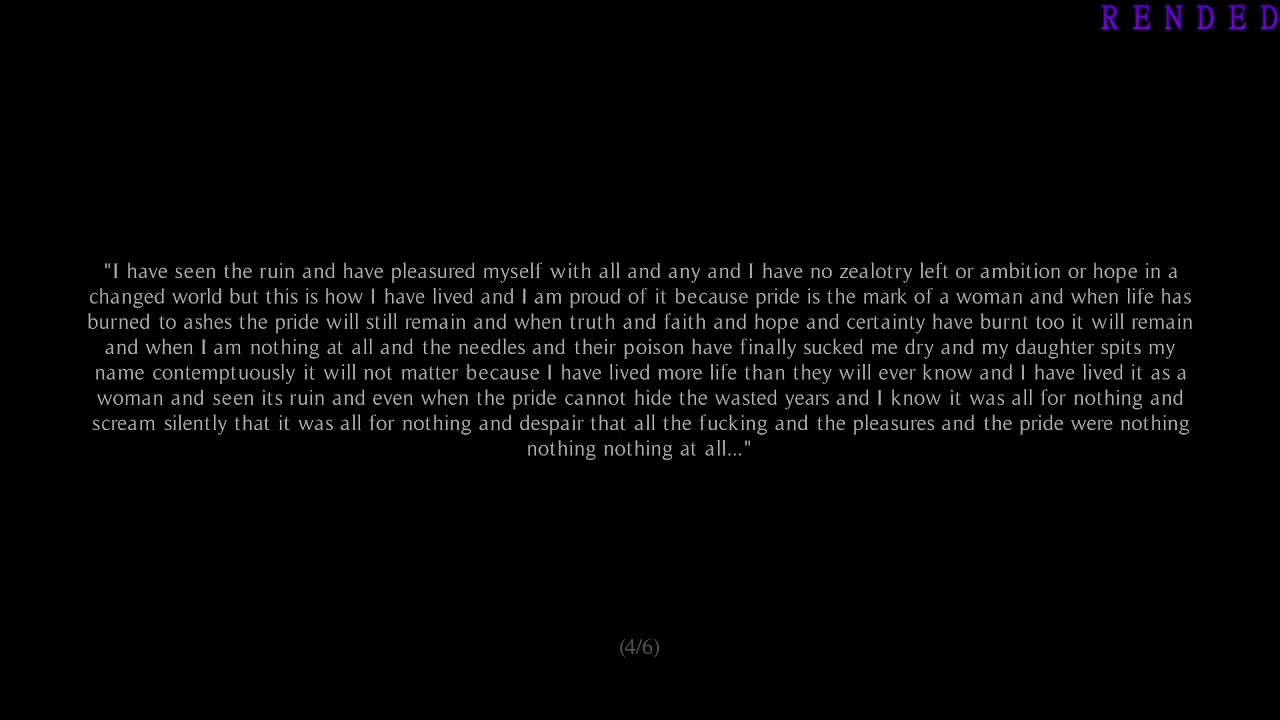 R E N D E D
"I have seen the ruin and have pleasured myself with all and any and I have no zealotry left or ambition or hope in a
changed world but this is how I have lived and I am proud of it because pride is the mark of a woman and when life has
burned to ashes the pride will still remain and when truth and faith and hope and certainty have burnt too it will remain
and when I am nothing at all and the needles and their poison have finally sucked me dry and my daughter spits my
name contemptuously it will not matter because I have lived more life than they will ever know and I have lived it as a
woman and seen its ruin and even when the pride cannot hide the wasted years and I know it was all for nothing and
scream silently that it was all for nothing and despair that all the fucking and the pleasures and the pride were nothing
nothing nothing at all..."
(4/6)